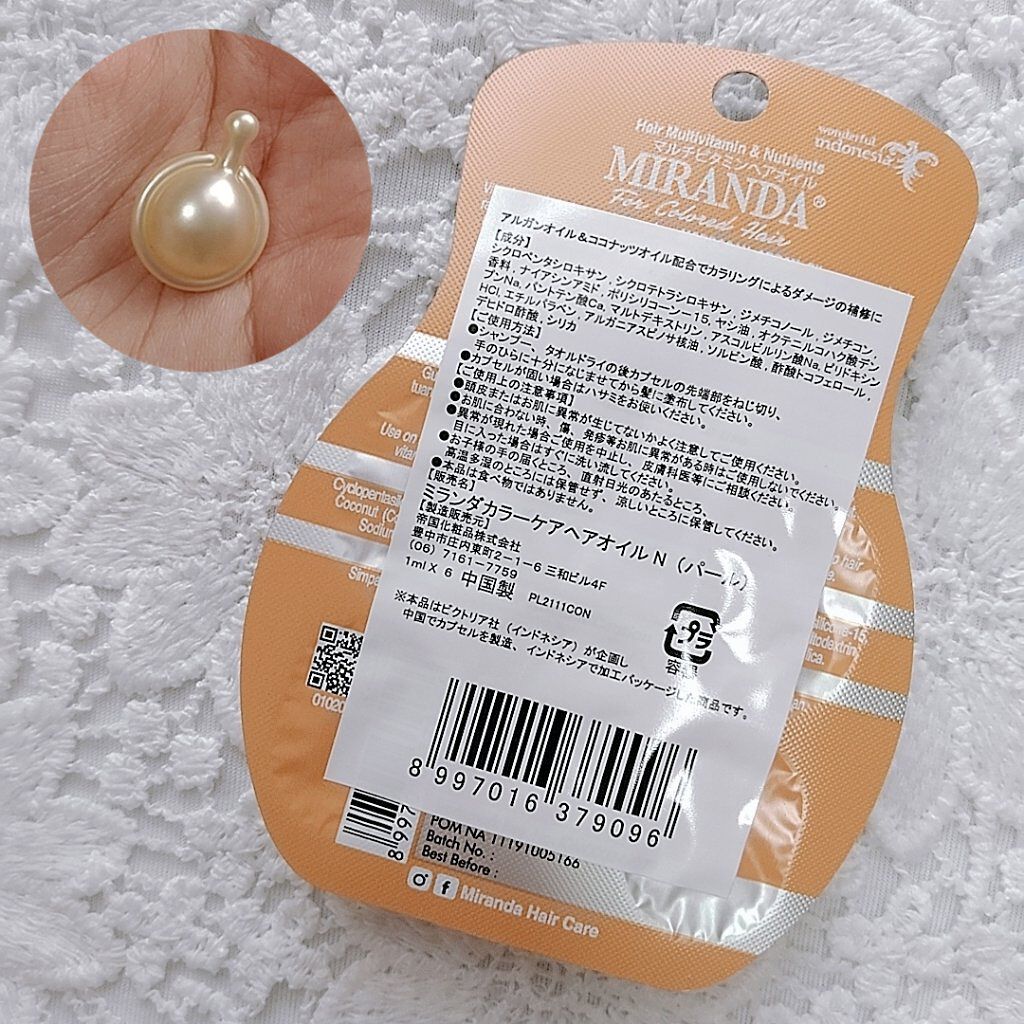 Hair Multivitamin & Nutrients
wonderful
indonesia
マルチビタミンヘアオイル
MIRANDA®
For Colored Hair
アルガンオイル＆ココナッツオイル配合でカラリングによるダメージの補修に
【成分】
シクロペンタシロキサン, シクロテトラシロキサン, ジメチコノール, ジメチコン,
香料, ナイアシンアミド, ポリシリコーン－15, ヤシ油, オクテニルコハク酸デン
プンNa, パントテン酸Ca, マルトデキストリン, アスコルビルリン酸Na, ピリドキシン
HCl, エチルパラベン, アルガニアスピノサ核油, ソルビン酸, 酢酸トコフェロール,
デヒドロ酢酸, シリカ
【ご使用方法】
●シャンプー、タオルドライの後カプセルの先端部をねじ切り、
手のひらに十分になじませてから髪に塗布してください。
●カプセルが固い場合はハサミをお使いください。
【ご使用上の注意事項】
●頭皮またはお肌に異常が生じてないかよく注意してご使用ください。
●お肌に合わない時、傷、発疹等お肌に異常がある時はご使用しないでください。
●異常が現れた場合ご使用を中止し、皮膚科医等にご相談ください。
目に入った場合はすぐに洗い流してください。
●お子様の手の届くところ、直射日光のあたるところ、
高温多湿のところには保管せず、涼しいところに保管してください。
●本品は食べ物ではありません。
【販売名】
ミランダカラーケアヘアオイル N （パール）
【製造販売元】
帝国化粧品株式会社
豊中市庄内東町2－1－6 三和ビル4F
(06) 7161－7759
1ml X 6 中国製 PL2111CON
※本品はビクトリア社（インドネシア）が企画し
中国でカプセルを製造、インドネシアで加工パッケージした商品です。
プラ
8 997016 379096
Use on
Cyclopentasil
Coconut (C
Sodiu
hair
silicone-15,
ltodextrin
ilica.
01020
8997
POM NA 11191005166
Batch No. :
Best Before :
Miranda Hair Care